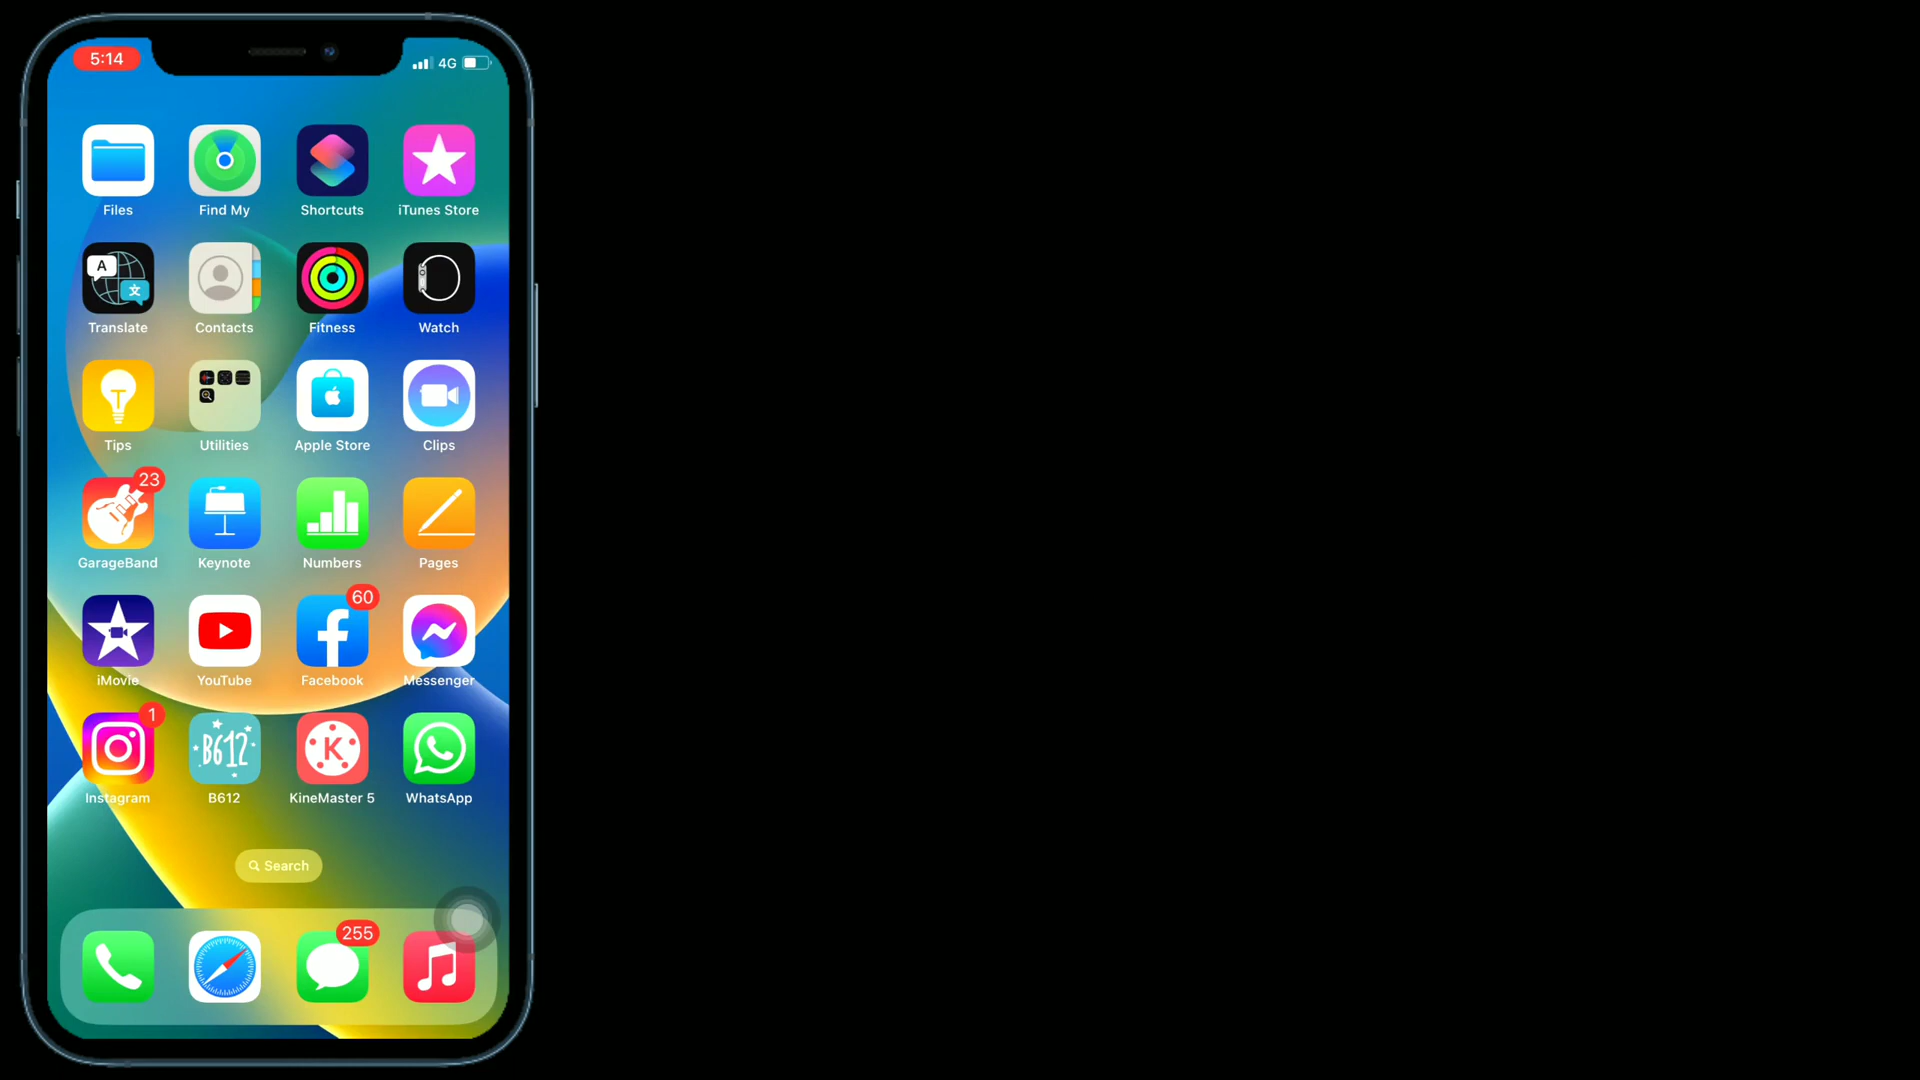 5:14 4G
Files Find My Shortcuts iTunes Store
A 文
Translate Contacts Fitness Watch
Tips Utilities Apple Store Clips
23
GarageBand Keynote Numbers Pages
60
iMovie YouTube Facebook Messenger
1
B612 K
Instagram B612 KineMaster 5 WhatsApp
Search
255